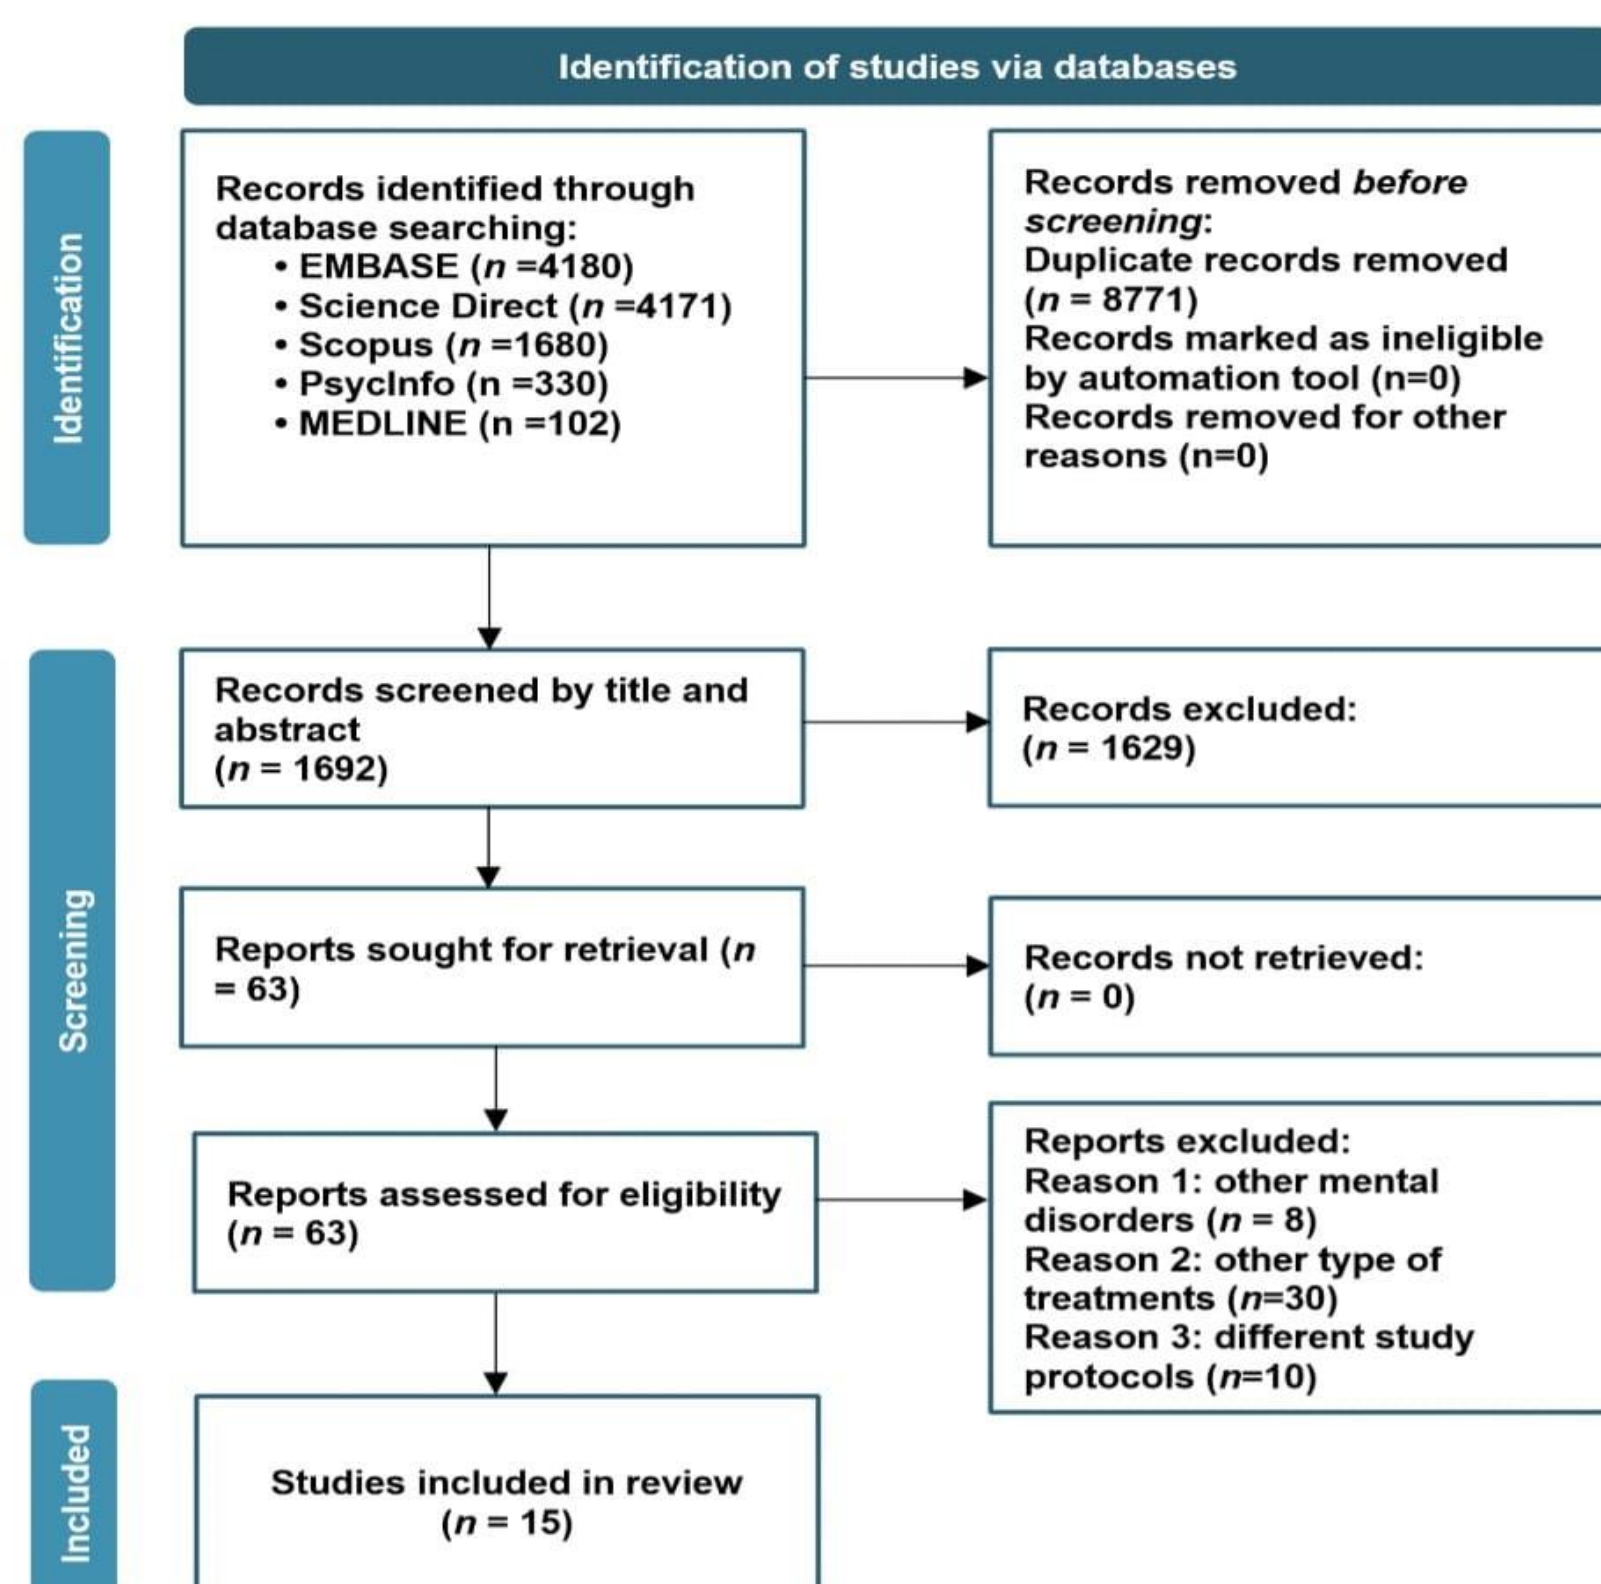 Identification of studies via databases
Identification
Records identified through
database searching:
• EMBASE (n =4180)
• Science Direct (n =4171)
• Scopus (n =1680)
• PsycInfo (n =330)
• MEDLINE (n =102)
Records removed before
screening:
Duplicate records removed
(n = 8771)
Records marked as ineligible
by automation tool (n=0)
Records removed for other
reasons (n=0)
Screening
Records screened by title and
abstract
(n = 1692)
Records excluded:
(n = 1629)
Reports sought for retrieval (n
= 63)
Records not retrieved:
(n = 0)
Reports assessed for eligibility
(n = 63)
Reports excluded:
Reason 1: other mental
disorders (n = 8)
Reason 2: other type of
treatments (n=30)
Reason 3: different study
protocols (n=10)
Included
Studies included in review
(n = 15)